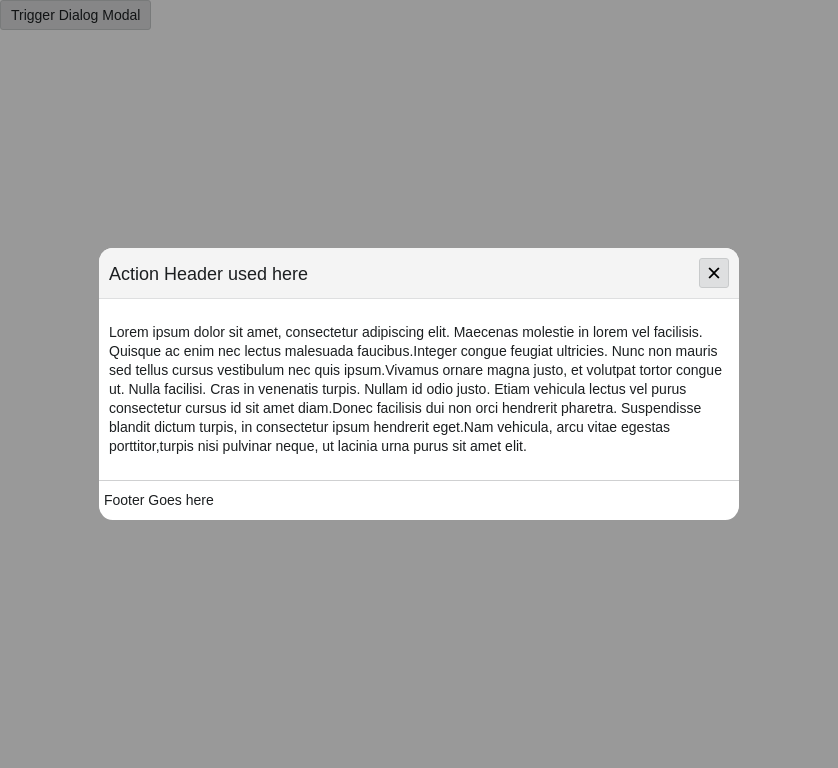 Trigger Dialog Modal
Action Header used here
Lorem ipsum dolor sit amet, consectetur adipiscing elit. Maecenas molestie in lorem vel facilisis.
Quisque ac enim nec lectus malesuada faucibus.Integer congue feugiat ultricies. Nunc non mauris
sed tellus cursus vestibulum nec quis ipsum.Vivamus ornare magna justo, et volutpat tortor congue
ut. Nulla facilisi. Cras in venenatis turpis. Nullam id odio justo. Etiam vehicula lectus vel purus
consectetur cursus id sit amet diam.Donec facilisis dui non orci hendrerit pharetra. Suspendisse
blandit dictum turpis, in consectetur ipsum hendrerit eget.Nam vehicula, arcu vitae egestas
porttitor,turpis nisi pulvinar neque, ut lacinia urna purus sit amet elit.
Footer Goes here